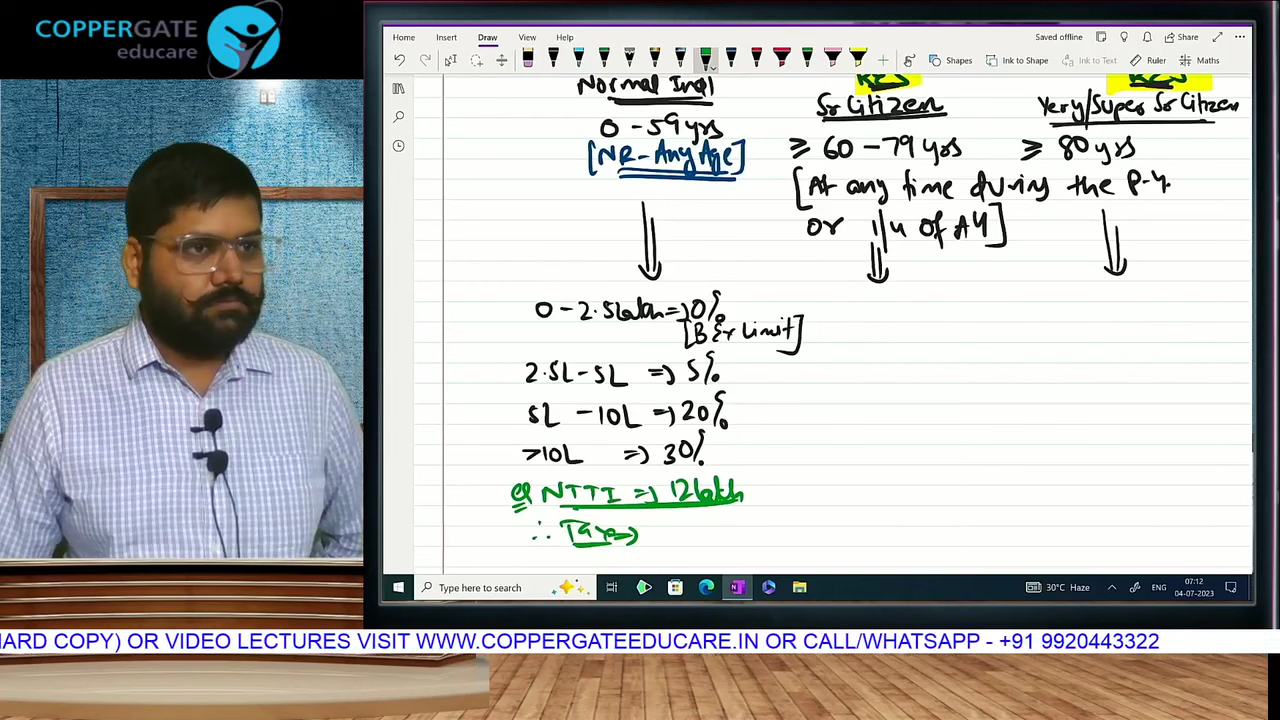 COPPERGATE
educare
Home Insert Draw View Help
Saved offline
Share
Shapes
Ink to Shape
Ink to Text
Ruler
Maths
Normal
RES
RES
Sr Citizen
Very/Super Sr Citizen
0 - 59 yrs
[NR - Any Age]
≥ 60 - 79 yrs
≥ 80 yrs
[At any time during the P.Y.
or 1/4 of AY]
0 - 2.5 lakh => 0%
[B Ex Limit]
2.5L - 5L => 5%
5L - 10L => 20%
>10L => 30%
eg NTTI => 12 lakh
∴ Tax =>
Type here to search
30°C Haze
ENG
07:12
04-07-2023
HARD COPY) OR VIDEO LECTURES VISIT WWW.COPPERGATEEDUCARE.IN OR CALL/WHATSAPP - +91 9920443322